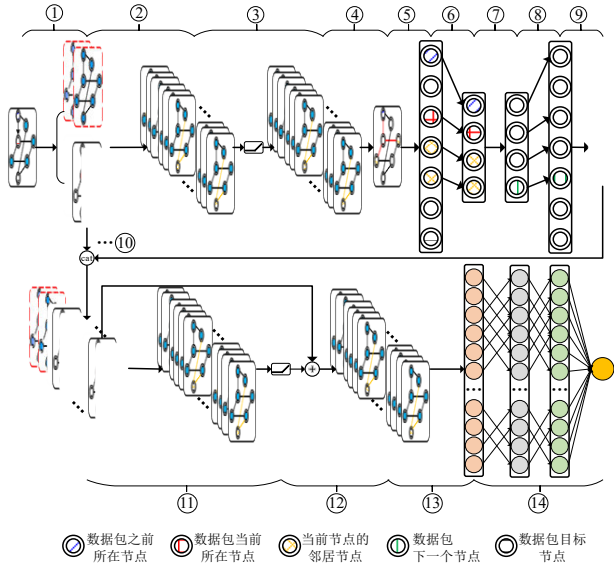 ① ② ③ ④ ⑤ ⑥ ⑦ ⑧ ⑨
⑩
cat
+
⑪ ⑫ ⑬ ⑭
数据包之前 数据包当前 当前节点的 数据包 数据包目标
所在节点 所在节点 邻居节点 下一个节点 节点